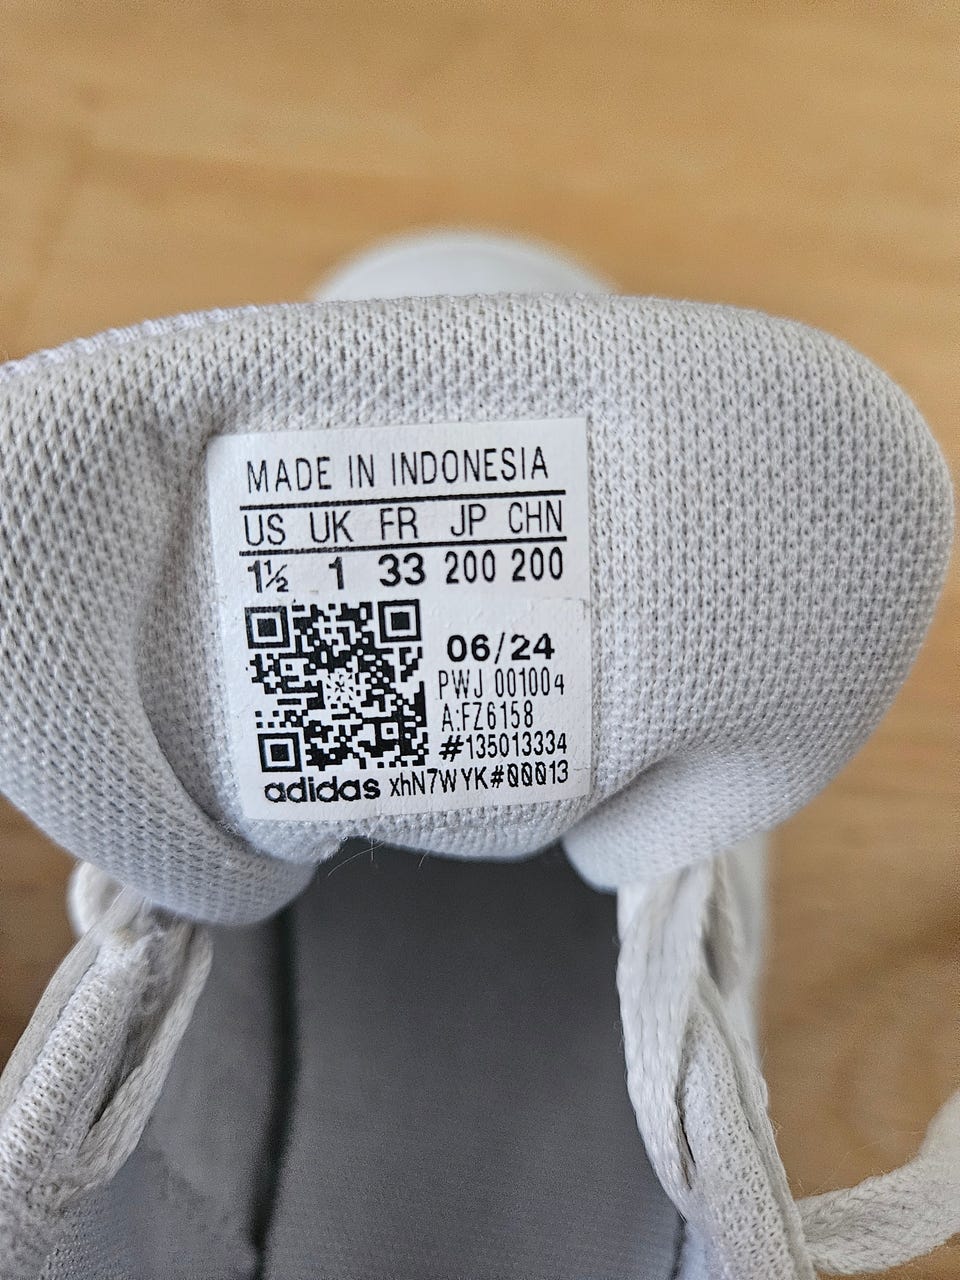 MADE IN INDONESIA
US UK FR JP CHN
1½ 1 33 200 200
06/24
PWJ 001004
A:FZ6158
#135013334
adidas xhN7WYK#00013